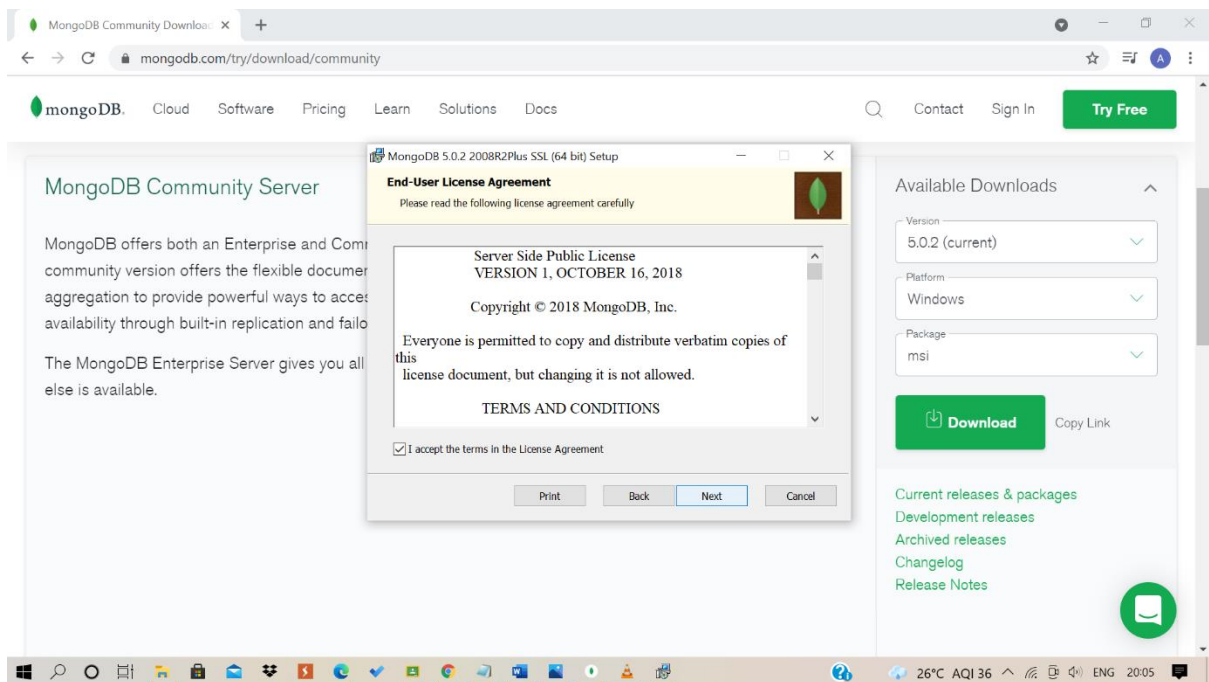 MongoDB Community Download
mongodb.com/try/download/community
A
mongoDB. Cloud Software Pricing Learn Solutions Docs Contact Sign In Try Free
MongoDB Community Server
MongoDB offers both an Enterprise and Com
community version offers the flexible documen
aggregation to provide powerful ways to acces
availability through built-in replication and failo
The MongoDB Enterprise Server gives you all
else is available.
MongoDB 5.0.2 2008R2Plus SSL (64 bit) Setup
End-User License Agreement
Please read the following license agreement carefully
Server Side Public License
VERSION 1, OCTOBER 16, 2018
Copyright © 2018 MongoDB, Inc.
Everyone is permitted to copy and distribute verbatim copies of
this
license document, but changing it is not allowed.
TERMS AND CONDITIONS
I accept the terms in the License Agreement
Print Back Next Cancel
Available Downloads
Version
5.0.2 (current)
Platform
Windows
Package
msi
Download Copy Link
Current releases & packages
Development releases
Archived releases
Changelog
Release Notes
26°C AQI 36 ENG 20:05